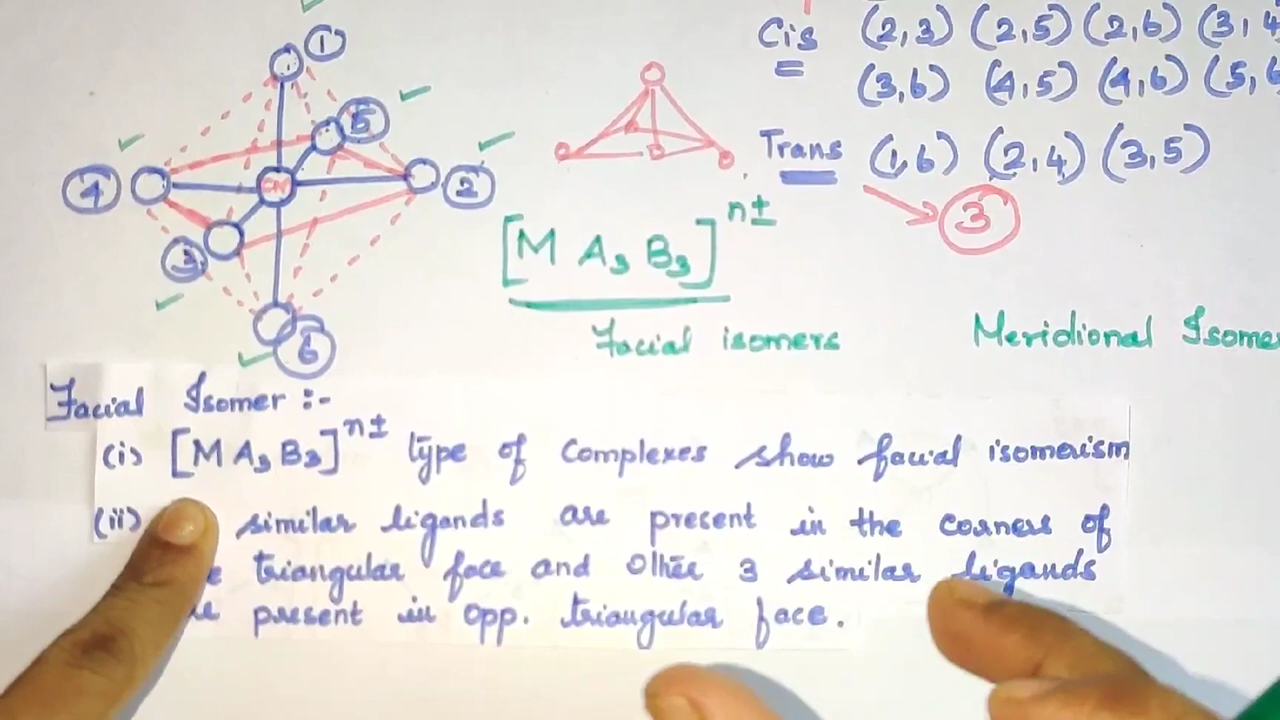 1
5
4
2
3
6
CN
Cis (2,3) (2,5) (2,6) (3,4
(3,6) (4,5) (4,6) (5,6
Trans (1,6) (2,4) (3,5)
3
[M A3 B3]n±
Facial isomers
Meridional Isome
Facial Isomer :-
(i) [M A3 B3]n± type of complexes show facial isomerism
(ii) similar ligands are present in the corners of
triangular face and other 3 similar ligands
present in opp. triangular face.